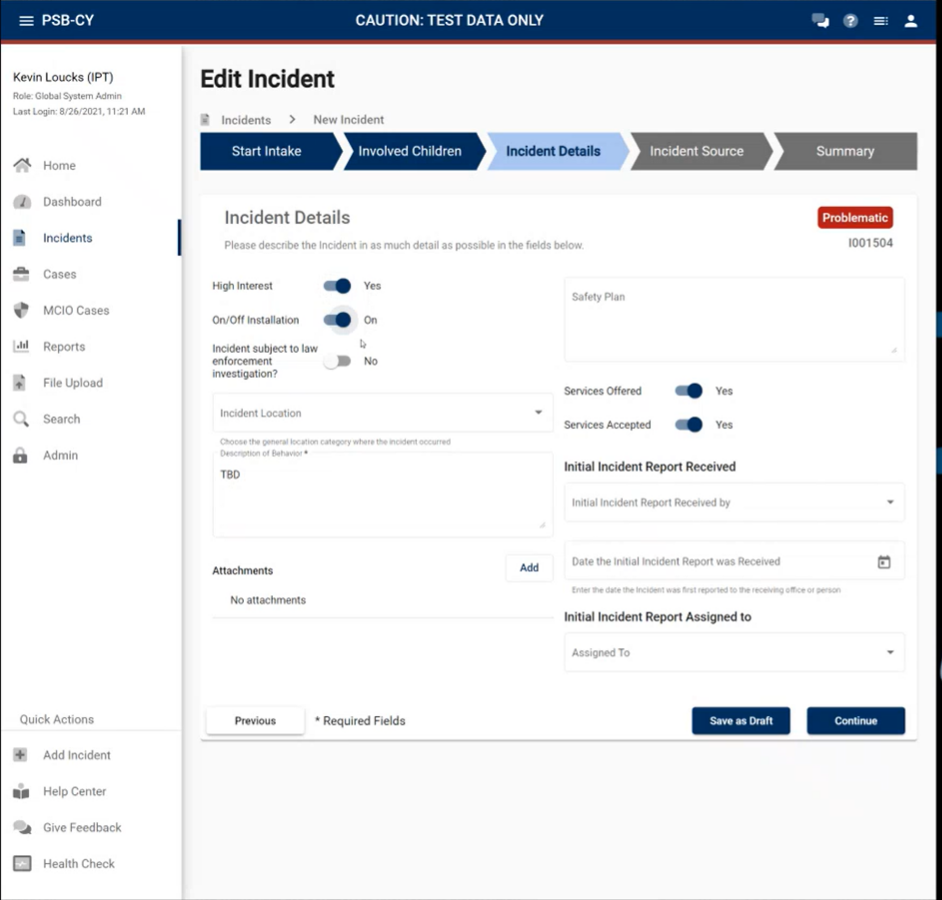 PSB-CY
CAUTION: TEST DATA ONLY
Kevin Loucks (IPT)
Role: Global System Admin
Last Login: 8/26/2021, 11:21 AM
Home
Dashboard
Incidents
Cases
MCIO Cases
Reports
File Upload
Search
Admin
Quick Actions
Add Incident
Help Center
Give Feedback
Health Check
Edit Incident
Incidents > New Incident
Start Intake
Involved Children
Incident Details
Incident Source
Summary
Incident Details
Problematic
Please describe the Incident in as much detail as possible in the fields below.
I001504
High Interest Yes
On/Off Installation On
Incident subject to law
enforcement
investigation?
No
Incident Location
Choose the general location category where the incident occurred
Description of Behavior *
TBD
Attachments
Add
No attachments
Safety Plan
Services Offered Yes
Services Accepted Yes
Initial Incident Report Received
Initial Incident Report Received by
Date the Initial Incident Report was Received
Enter the date the Incident was first reported to the receiving office or person
Initial Incident Report Assigned to
Assigned To
Previous
* Required Fields
Save as Draft
Continue